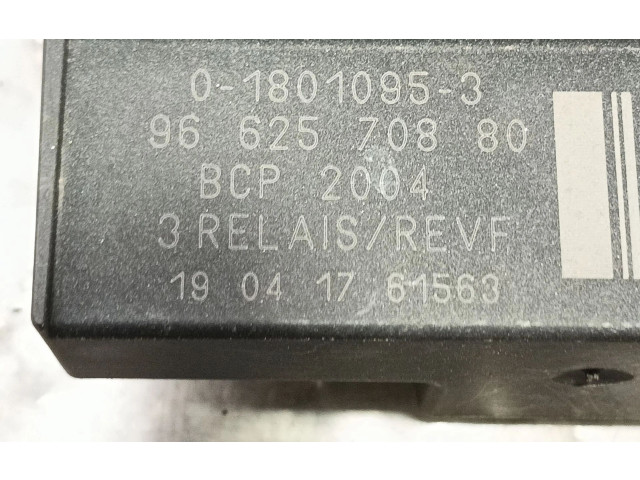 0-1801095-3
96 625 708 80
BCP 2004
3 RELAIS/REVF
19 04 17 61563